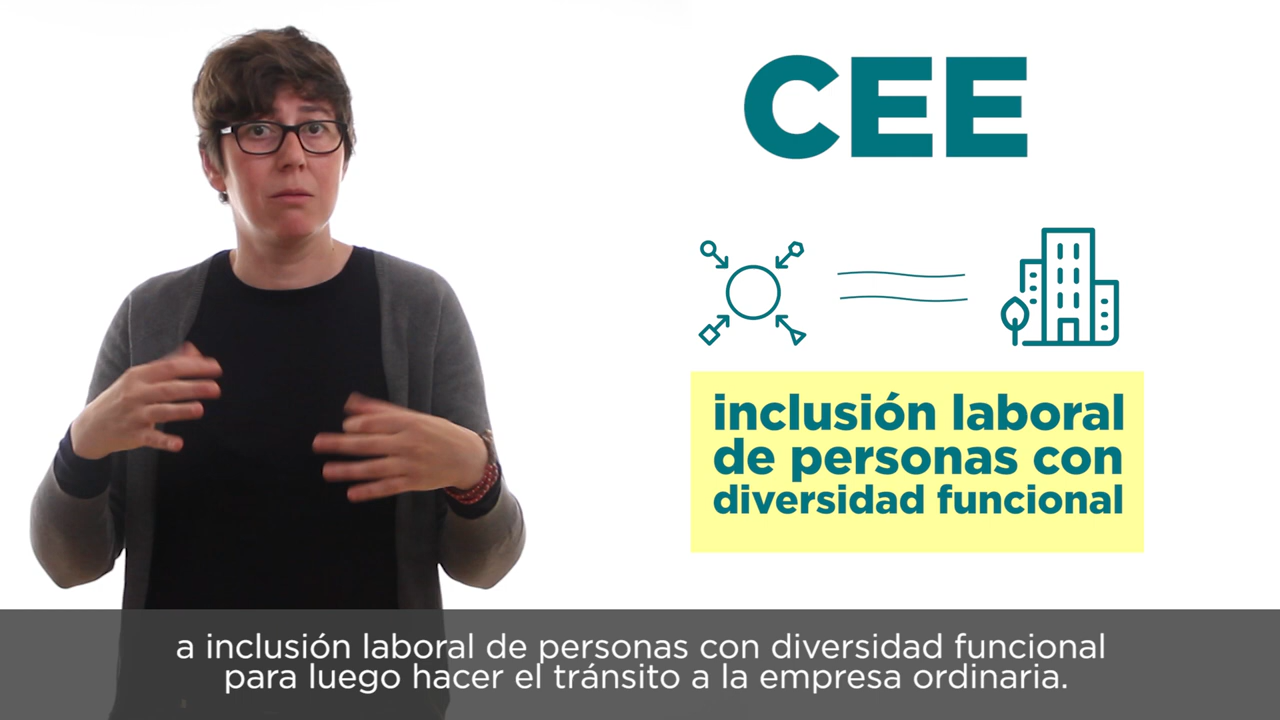 CEE
inclusión laboral
de personas con
diversidad funcional
a inclusión laboral de personas con diversidad funcional
para luego hacer el tránsito a la empresa ordinaria.